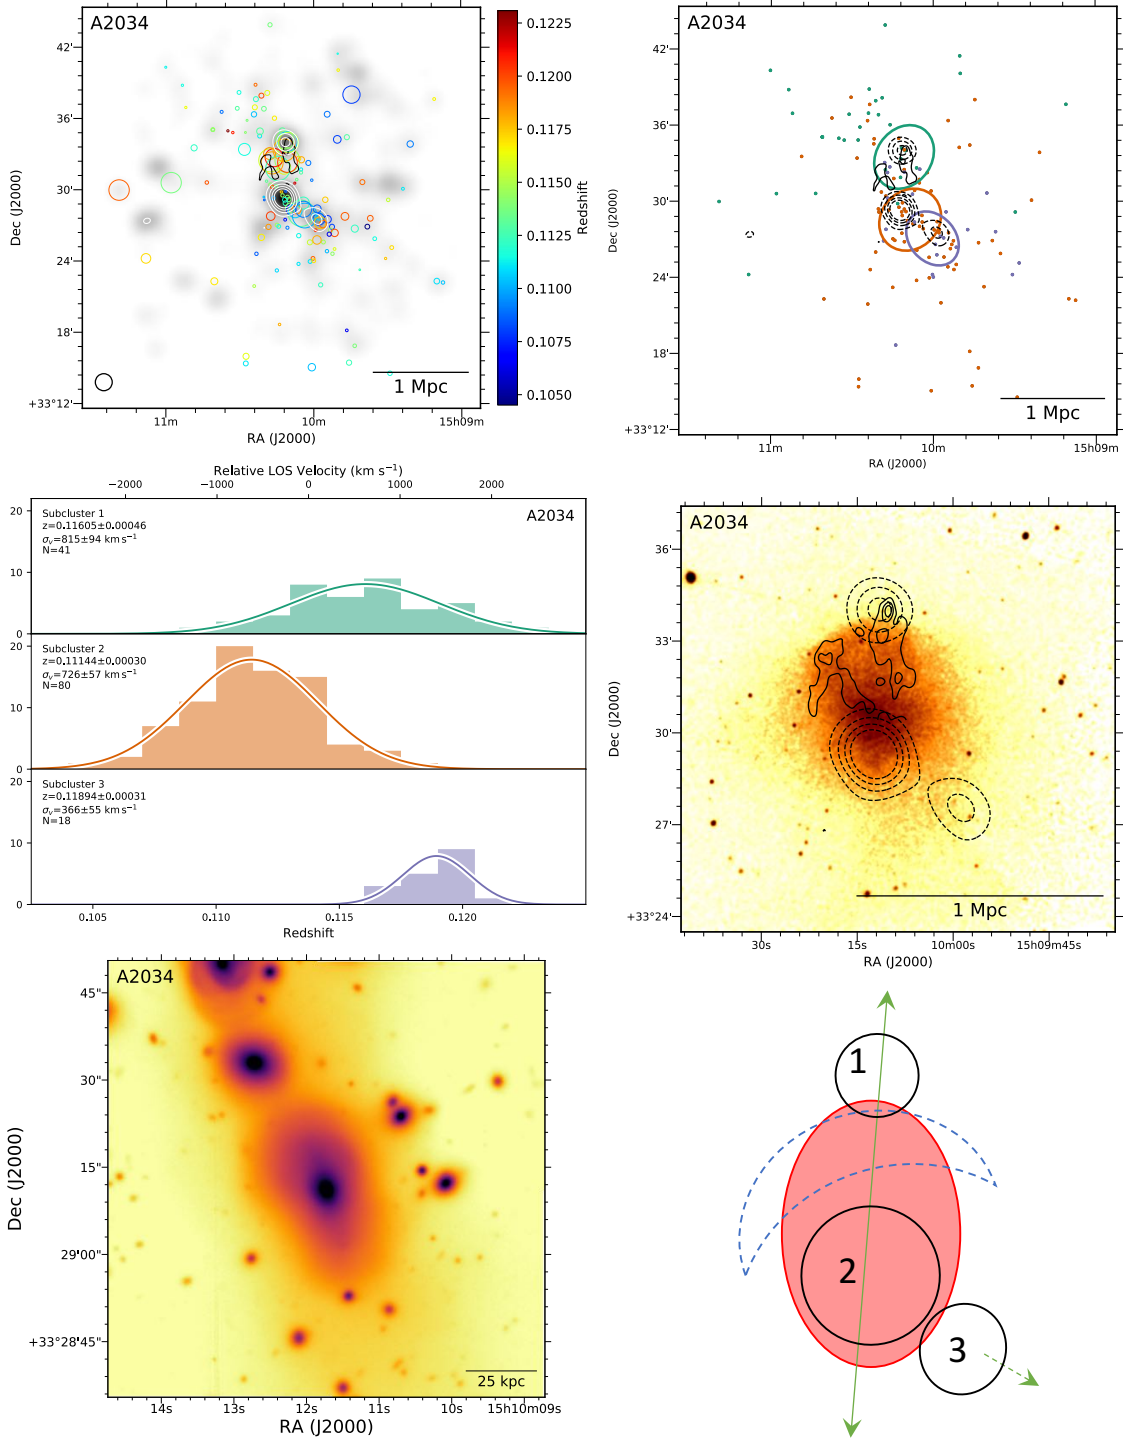 A2034
42'
36'
30'
24'
18'
+33°12'
11m
10m
15h09m
RA (J2000)
Dec (J2000)
1 Mpc
0.1225
0.1200
0.1175
0.1150
0.1125
0.1100
0.1075
0.1050
Redshift
A2034
42'
36'
30'
24'
18'
+33°12'
11m
10m
15h09m
RA (J2000)
Dec (J2000)
1 Mpc
Relative LOS Velocity (km s⁻¹)
−2000
−1000
0
1000
2000
A2034
Subcluster 1
z=0.11605±0.00046
σᵥ=815±94 km s⁻¹
N=41
20
10
0
Subcluster 2
z=0.11144±0.00030
σᵥ=726±57 km s⁻¹
N=80
20
10
0
Subcluster 3
z=0.11894±0.00031
σᵥ=366±55 km s⁻¹
N=18
20
10
0
0.105
0.110
0.115
0.120
Redshift
A2034
36'
33'
30'
27'
+33°24'
30s
15s
10m00s
15h09m45s
RA (J2000)
Dec (J2000)
1 Mpc
A2034
45"
30"
15"
29'00"
+33°28'45"
14s
13s
12s
11s
10s
15h10m09s
RA (J2000)
Dec (J2000)
25 kpc
1
2
3